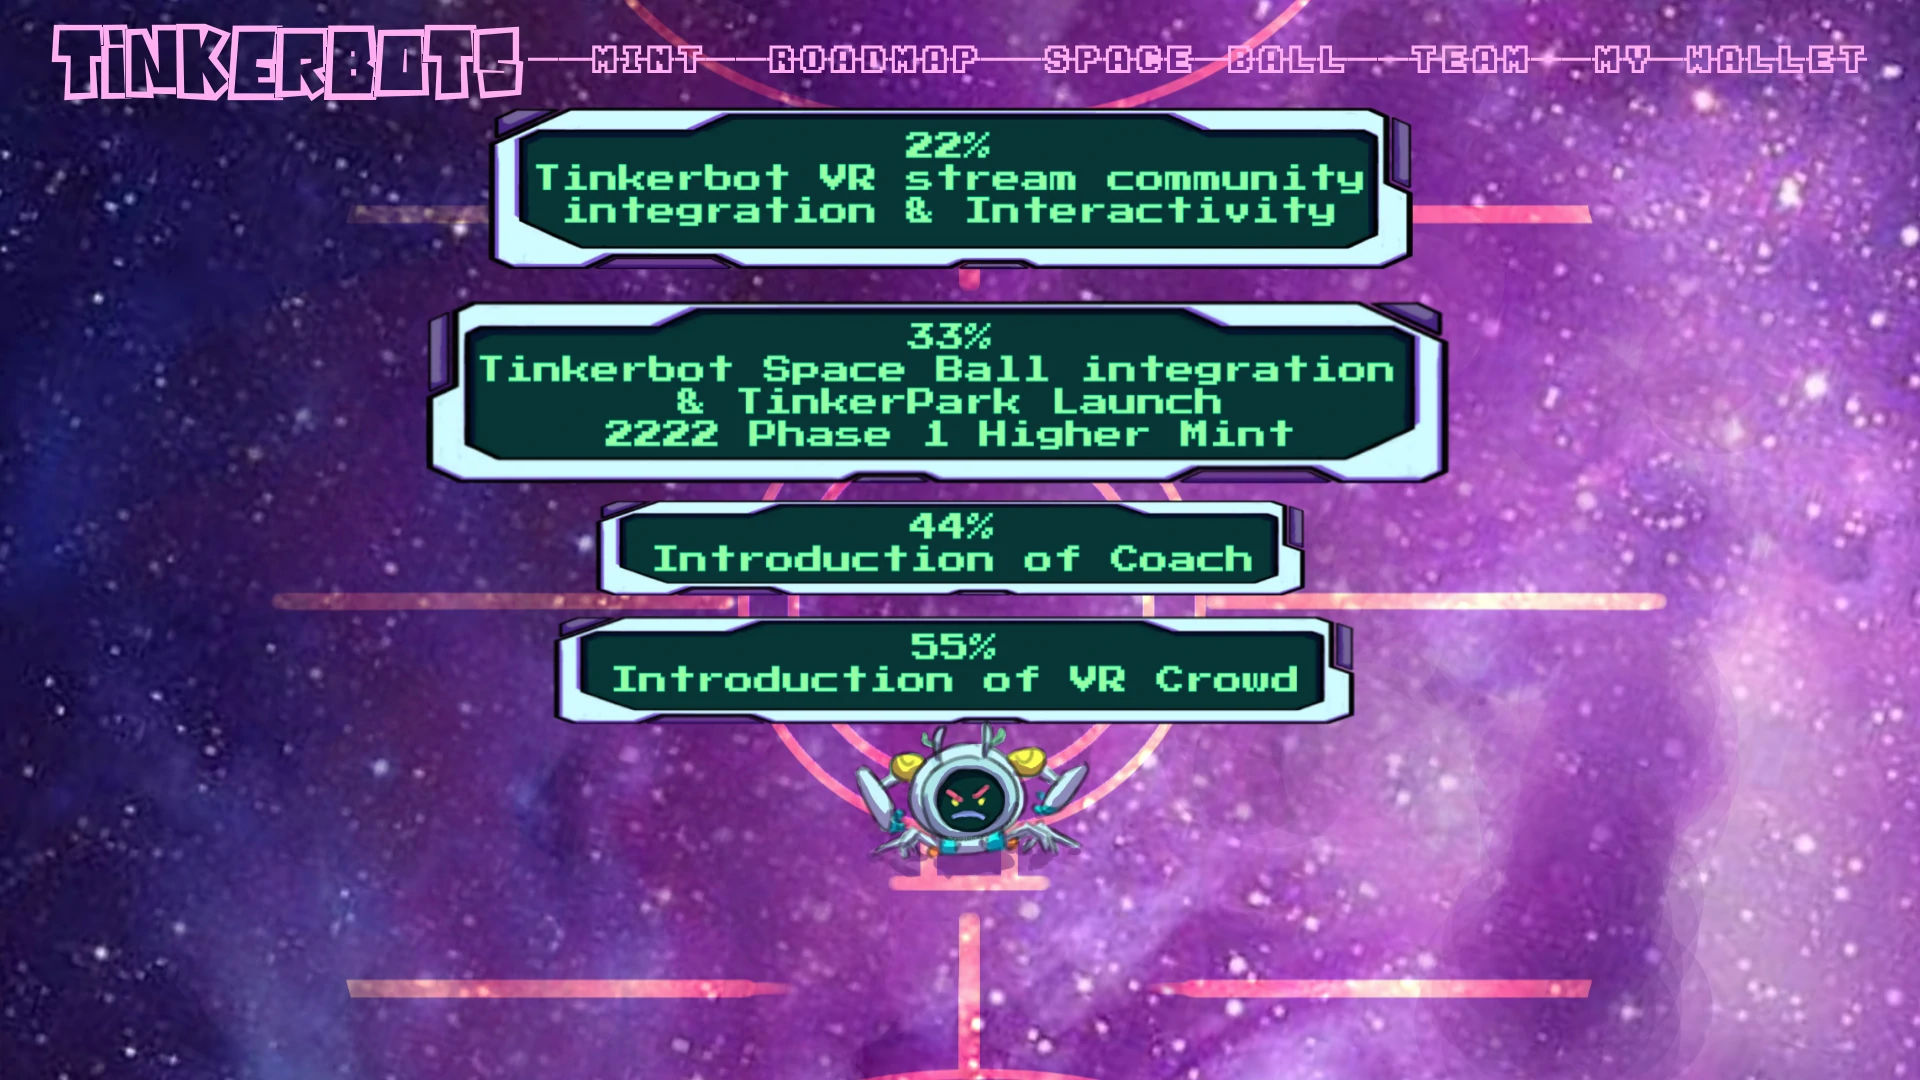 TiNKERBOTS
MINT ROADMAP SPACE BALL TEAM MY WALLET
22%
Tinkerbot VR stream community
integration & Interactivity
33%
Tinkerbot Space Ball integration
& TinkerPark Launch
2222 Phase 1 Higher Mint
44%
Introduction of Coach
55%
Introduction of VR Crowd